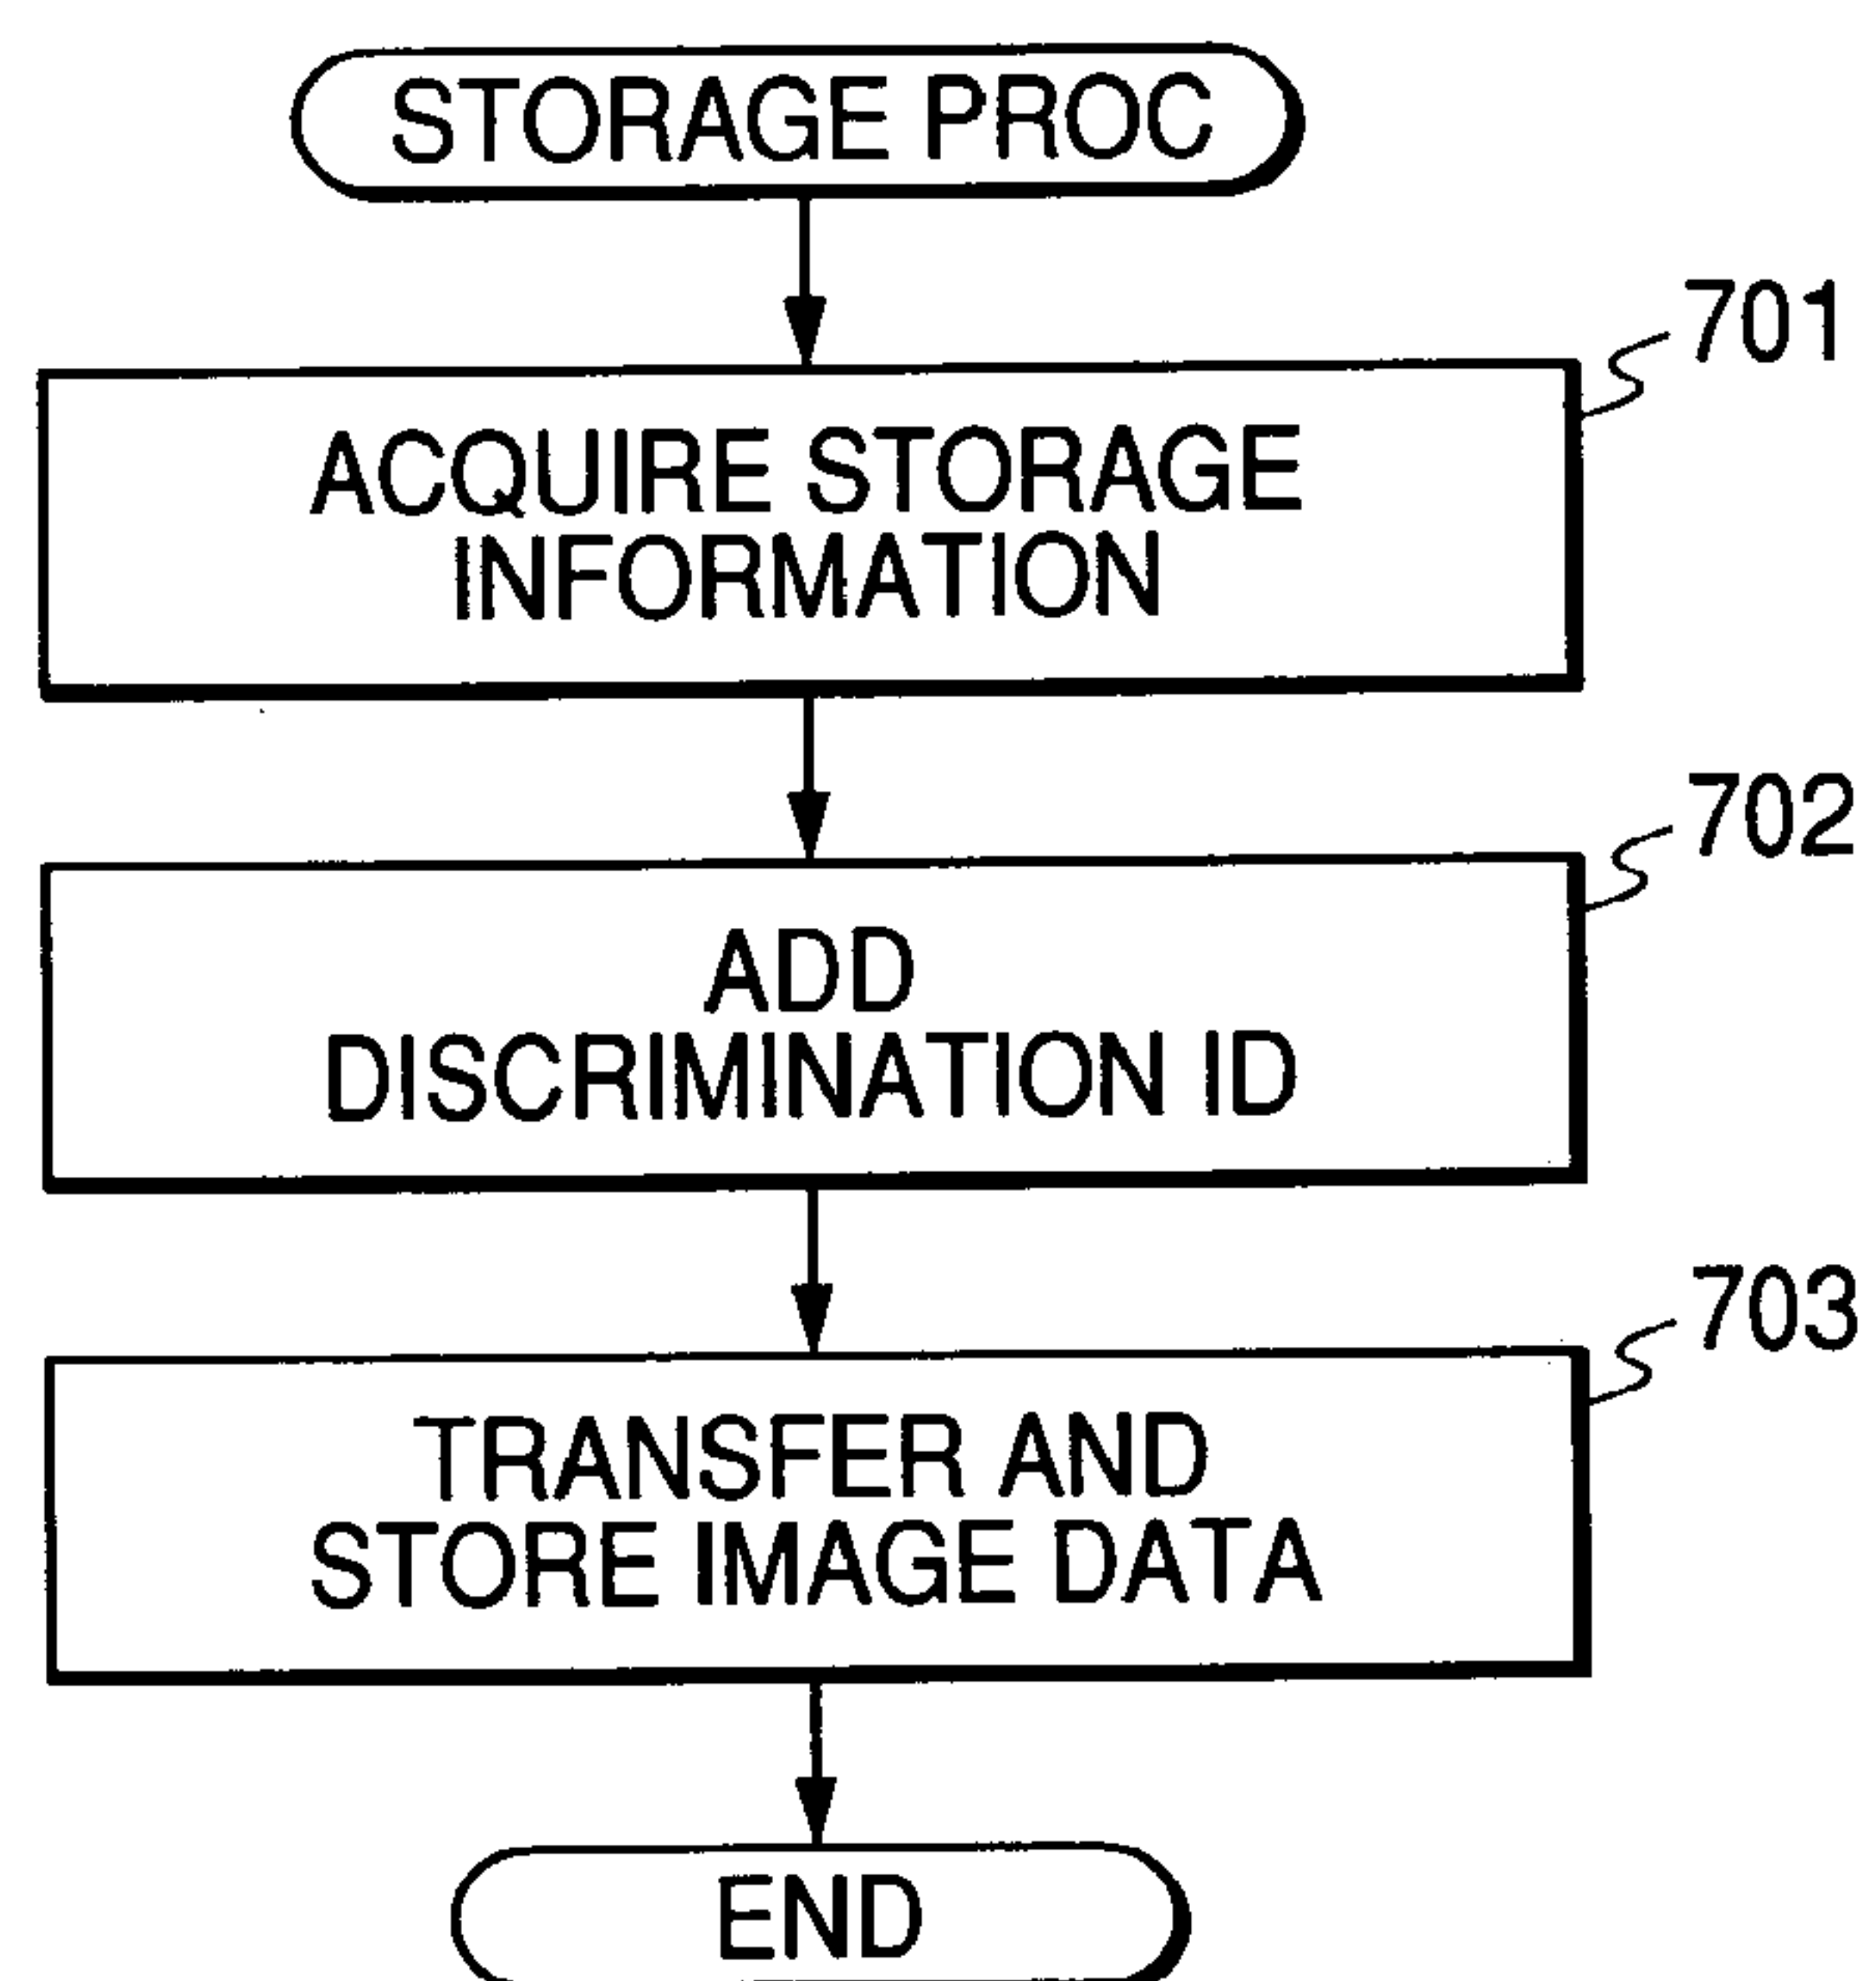 STORAGE PROC
701
ACQUIRE STORAGE
INFORMATION
702
ADD
DISCRIMINATION ID
703
TRANSFER AND
STORE IMAGE DATA
END